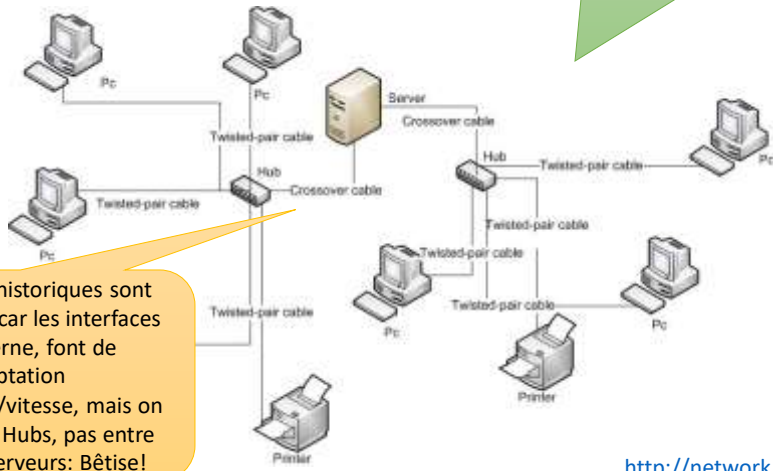 Pc
Pc
Server
Crossover cable
Twisted-pair cable
Hub
Hub
Twisted-pair cable
Pc
Twisted-pair cable
Crossover cable
Pc
Twisted-pair cable
Twisted-pair cable
Twisted-pair cable
Twisted-pair cable
Pc
Pc
Printer
Printer
historiques sont
car les interfaces
erne, font de
ptation
/vitesse, mais on
Hubs, pas entre
erveurs: Bêtise!
http://network